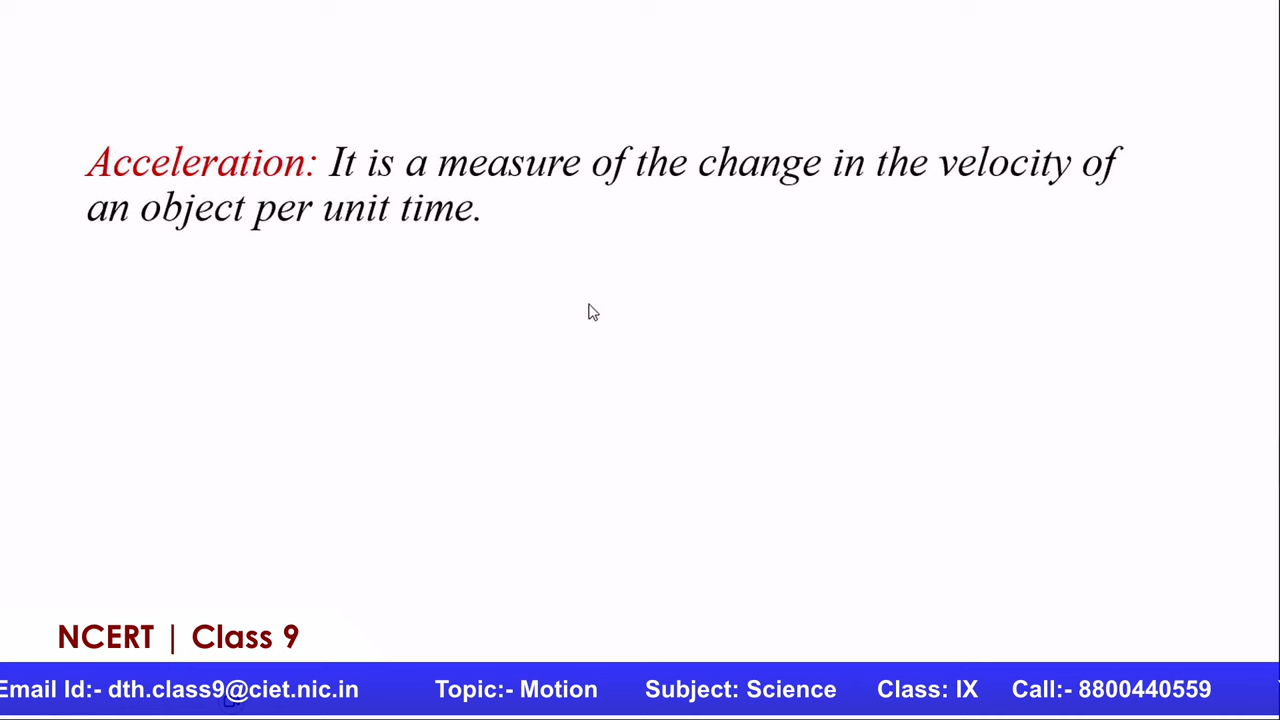 Acceleration: It is a measure of the change in the velocity of
an object per unit time.
NCERT | Class 9
Email Id:- dth.class9@ciet.nic.in Topic:- Motion Subject: Science Class: IX Call:- 8800440559